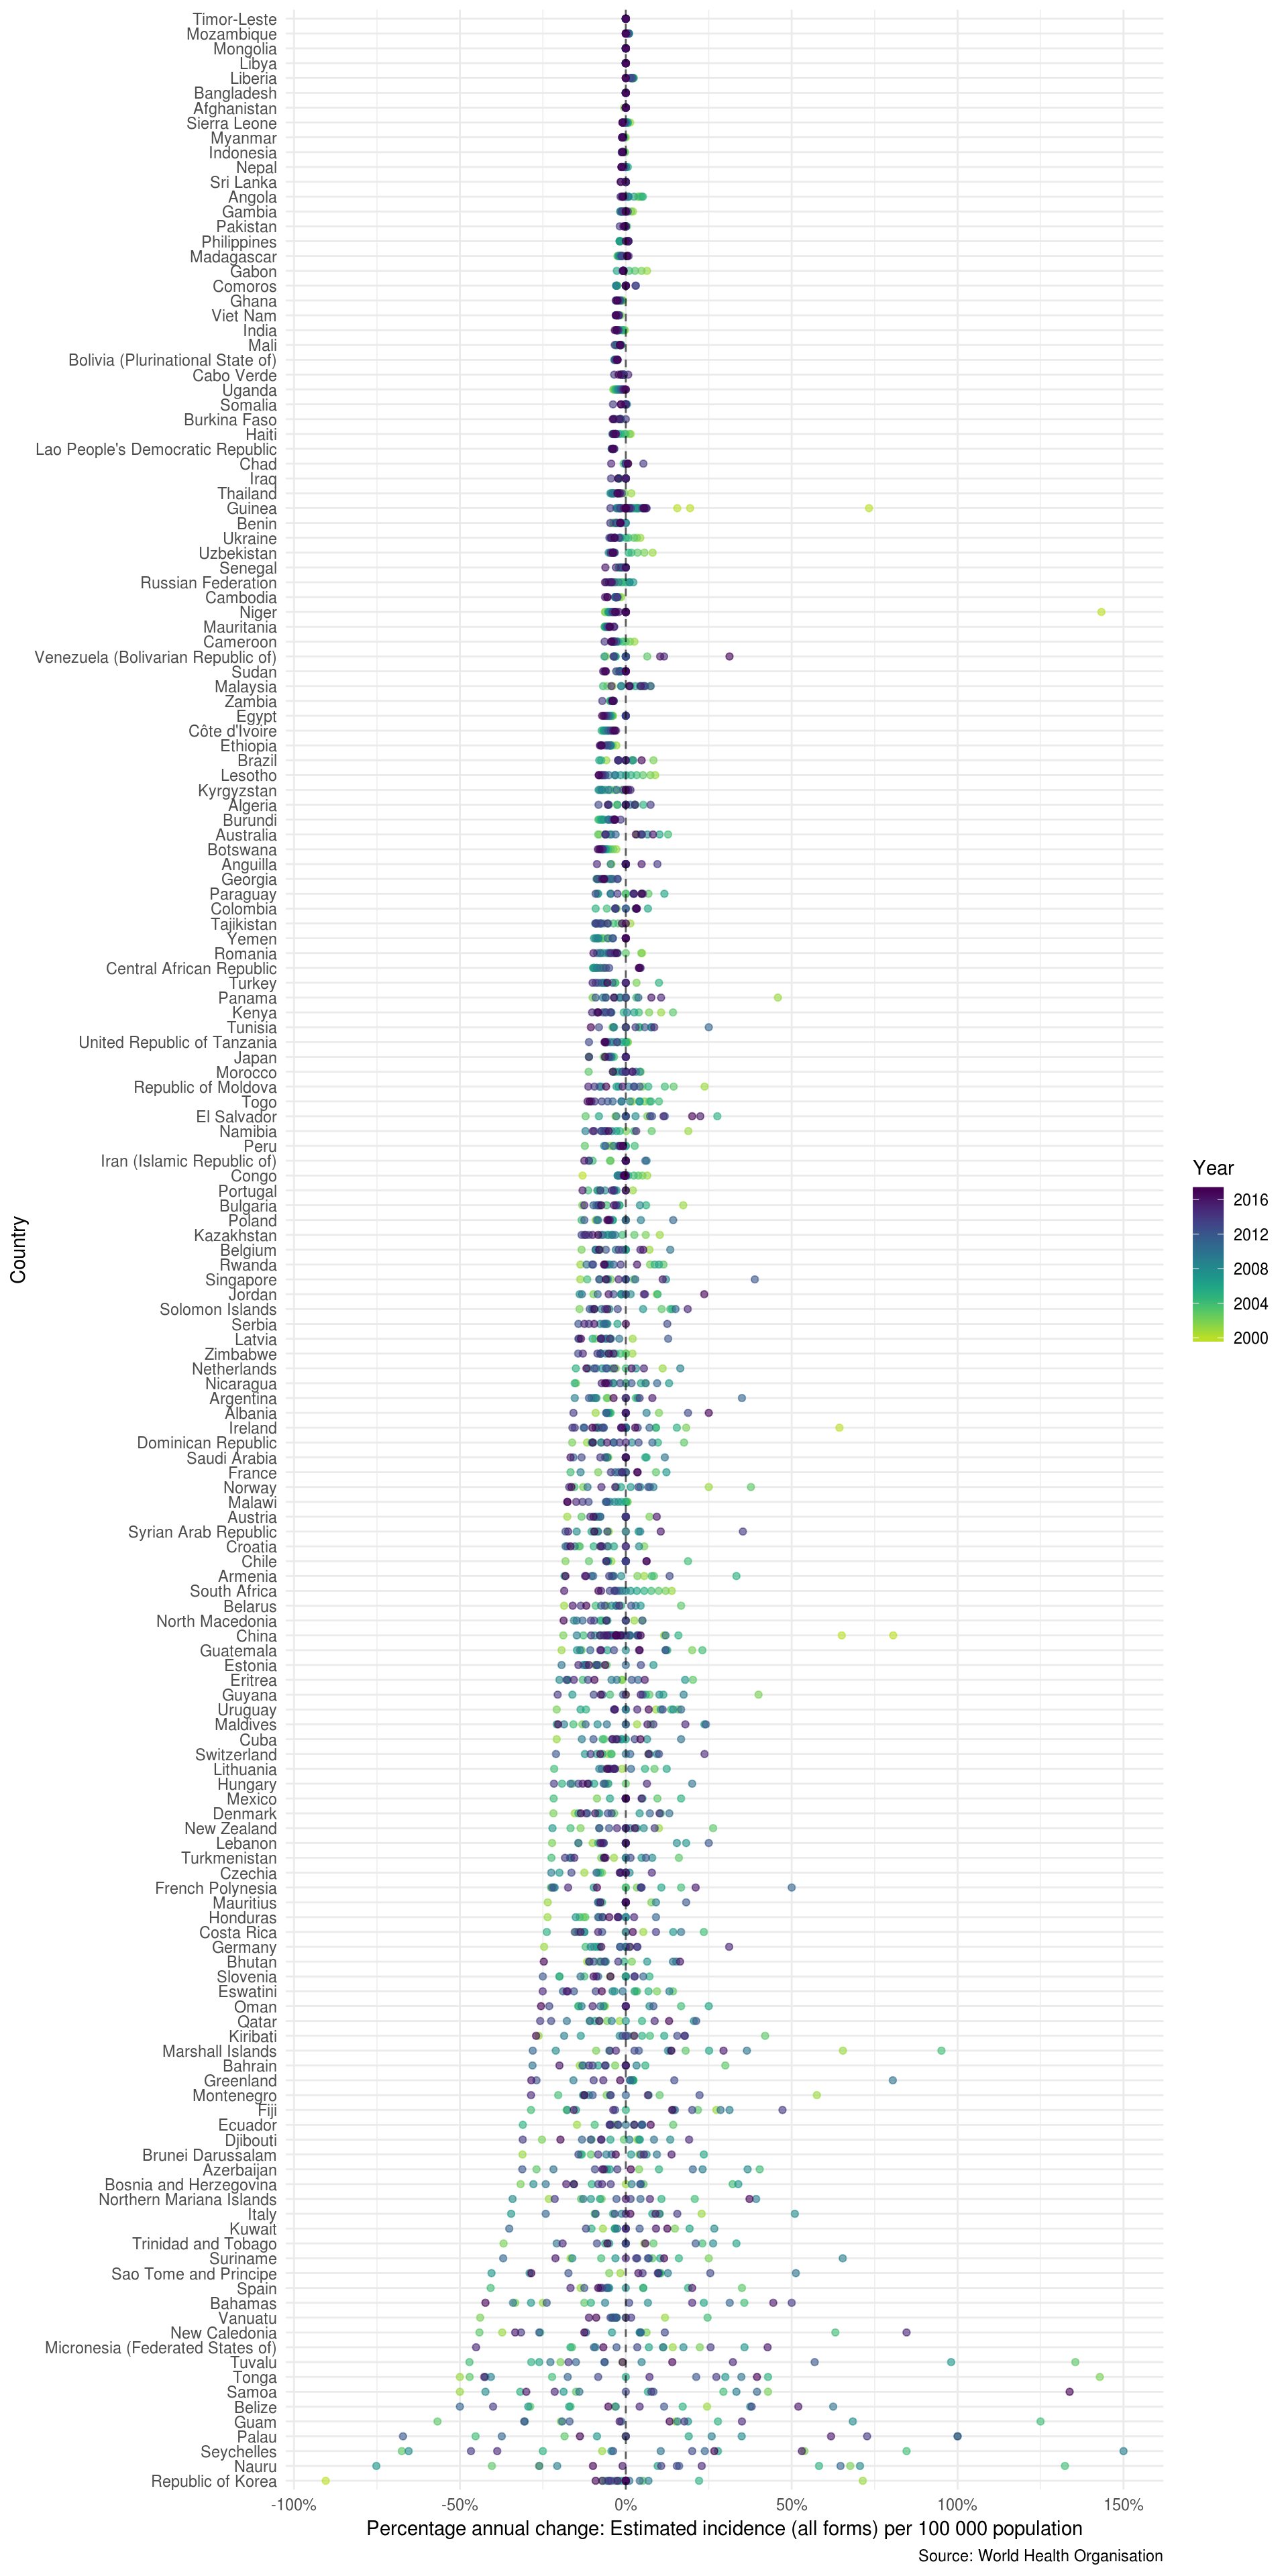 Timor-Leste
Mozambique
Mongolia
Libya
Liberia
Bangladesh
Afghanistan
Sierra Leone
Myanmar
Indonesia
Nepal
Sri Lanka
Angola
Gambia
Pakistan
Philippines
Madagascar
Gabon
Comoros
Ghana
Viet Nam
India
Mali
Bolivia (Plurinational State of)
Cabo Verde
Uganda
Somalia
Burkina Faso
Haiti
Lao People's Democratic Republic
Chad
Iraq
Thailand
Guinea
Benin
Ukraine
Uzbekistan
Senegal
Russian Federation
Cambodia
Niger
Mauritania
Cameroon
Venezuela (Bolivarian Republic of)
Sudan
Malaysia
Zambia
Egypt
Côte d'Ivoire
Ethiopia
Brazil
Lesotho
Kyrgyzstan
Algeria
Burundi
Australia
Botswana
Anguilla
Georgia
Paraguay
Colombia
Tajikistan
Yemen
Romania
Central African Republic
Turkey
Panama
Kenya
Tunisia
United Republic of Tanzania
Japan
Morocco
Republic of Moldova
Togo
El Salvador
Namibia
Peru
Iran (Islamic Republic of)
Congo
Portugal
Bulgaria
Poland
Kazakhstan
Belgium
Rwanda
Singapore
Jordan
Solomon Islands
Serbia
Latvia
Zimbabwe
Netherlands
Nicaragua
Argentina
Albania
Ireland
Dominican Republic
Saudi Arabia
France
Norway
Malawi
Austria
Syrian Arab Republic
Croatia
Chile
Armenia
South Africa
Belarus
North Macedonia
China
Guatemala
Estonia
Eritrea
Guyana
Uruguay
Maldives
Cuba
Switzerland
Lithuania
Hungary
Mexico
Denmark
New Zealand
Lebanon
Turkmenistan
Czechia
French Polynesia
Mauritius
Honduras
Costa Rica
Germany
Bhutan
Slovenia
Eswatini
Oman
Qatar
Kiribati
Marshall Islands
Bahrain
Greenland
Montenegro
Fiji
Ecuador
Djibouti
Brunei Darussalam
Azerbaijan
Bosnia and Herzegovina
Northern Mariana Islands
Italy
Kuwait
Trinidad and Tobago
Suriname
Sao Tome and Principe
Spain
Bahamas
Vanuatu
New Caledonia
Micronesia (Federated States of)
Tuvalu
Tonga
Samoa
Belize
Guam
Palau
Seychelles
Nauru
Republic of Korea
Country
-100% -50% 0% 50% 100% 150%
Percentage annual change: Estimated incidence (all forms) per 100 000 population
Source: World Health Organisation
Year
2016
2012
2008
2004
2000